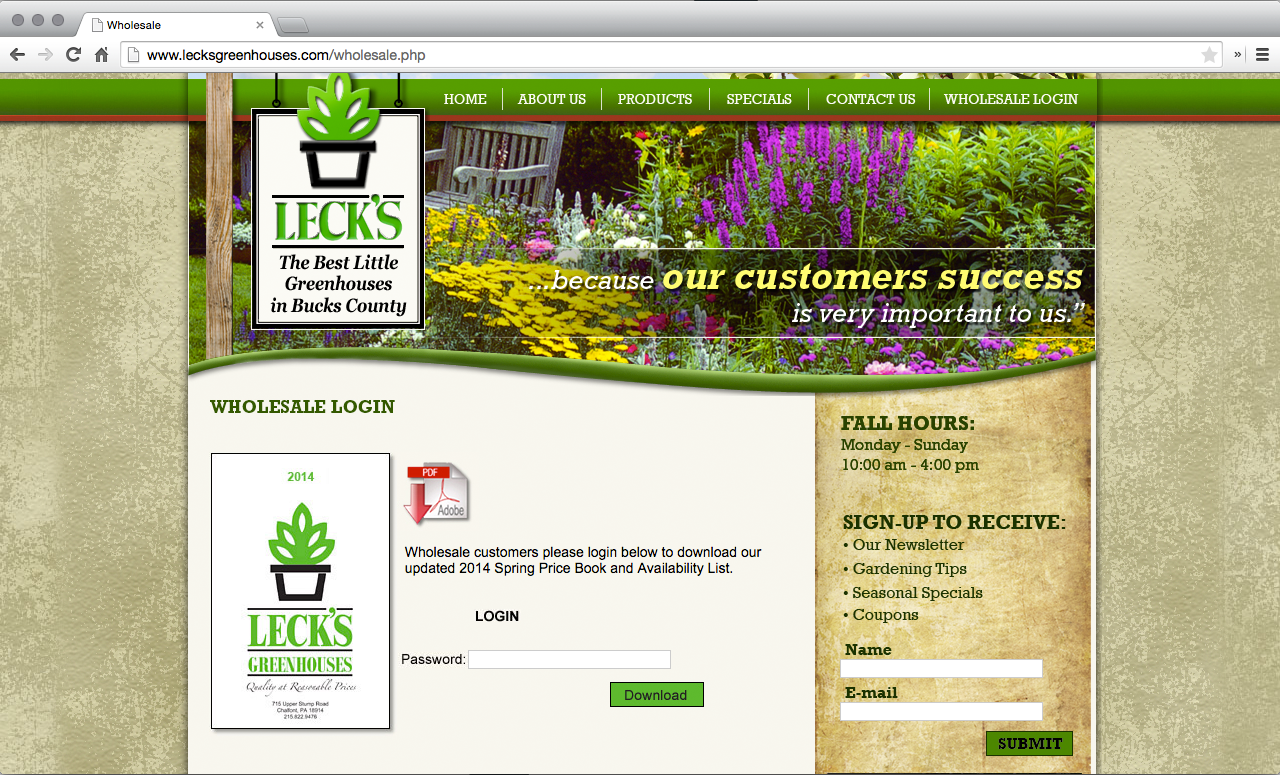 Wholesale
www.lecksgreenhouses.com/wholesale.php
HOME ABOUT US PRODUCTS SPECIALS CONTACT US WHOLESALE LOGIN
LECK'S
The Best Little
Greenhouses
in Bucks County
...because our customers success
is very important to us.”
WHOLESALE LOGIN
2014
LECK'S
GREENHOUSES
Quality at Reasonable Prices
715 Upper Stump Road
Chalfont, PA 18914
215.822.9476
PDF
Adobe
Wholesale customers please login below to download our
updated 2014 Spring Price Book and Availability List.
LOGIN
Password:
Download
FALL HOURS:
Monday - Sunday
10:00 am - 4:00 pm
SIGN-UP TO RECEIVE:
• Our Newsletter
• Gardening Tips
• Seasonal Specials
• Coupons
Name
E-mail
SUBMIT